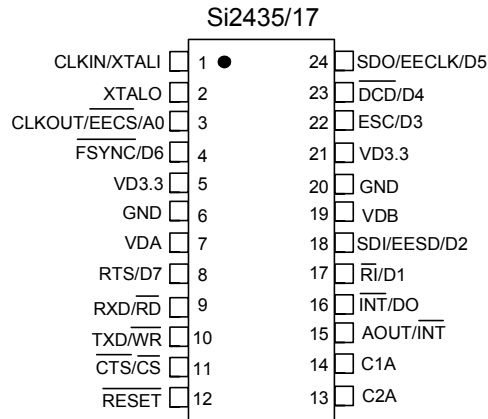 Si2435/17
CLKIN/XTALI 1 24 SDO/EECLK/D5
XTALO 2 23 DCD/D4
CLKOUT/EECS/A0 3 22 ESC/D3
FSYNC/D6 4 21 VD3.3
VD3.3 5 20 GND
GND 6 19 VDB
VDA 7 18 SDI/EESD/D2
RTS/D7 8 17 RI/D1
RXD/RD 9 16 INT/DO
TXD/WR 10 15 AOUT/INT
CTS/CS 11 14 C1A
RESET 12 13 C2A